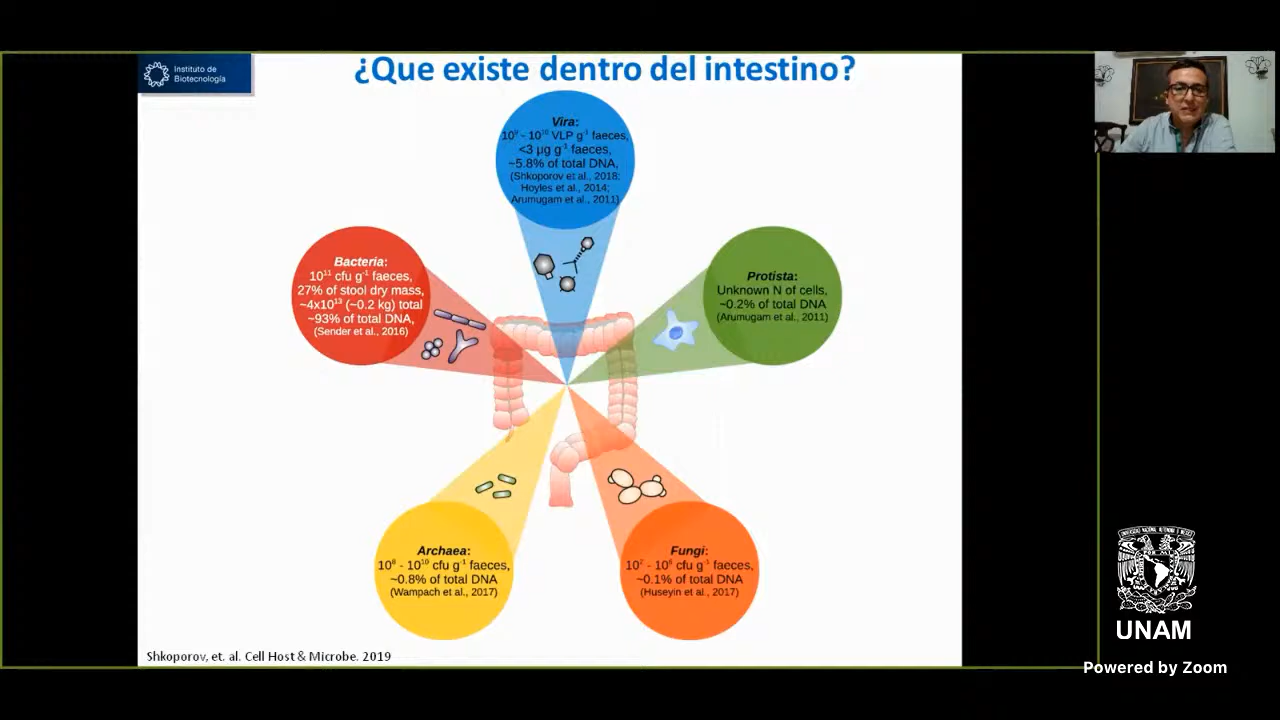 Instituto de
Biotecnología
¿Que existe dentro del intestino?
Vira:
10⁹ - 10¹⁰ VLP g⁻¹ faeces,
<3 µg g⁻¹ faeces,
~5.8% of total DNA,
(Shkoporov et al., 2018;
Hoyles et al., 2014;
Arumugam et al., 2011)
Bacteria:
10¹¹ cfu g⁻¹ faeces,
27% of stool dry mass,
~4x10¹³ (~0.2 kg) total
~93% of total DNA,
(Sender et al., 2016)
Protista:
Unknown N of cells,
~0.2% of total DNA
(Arumugam et al., 2011)
Archaea:
10⁸ - 10¹⁰ cfu g⁻¹ faeces,
~0.8% of total DNA
(Wampach et al., 2017)
Fungi:
10² - 10⁶ cfu g⁻¹ faeces,
~0.1% of total DNA
(Huseyin et al., 2017)
Shkoporov, et. al. Cell Host & Microbe. 2019
UNAM
Powered by Zoom